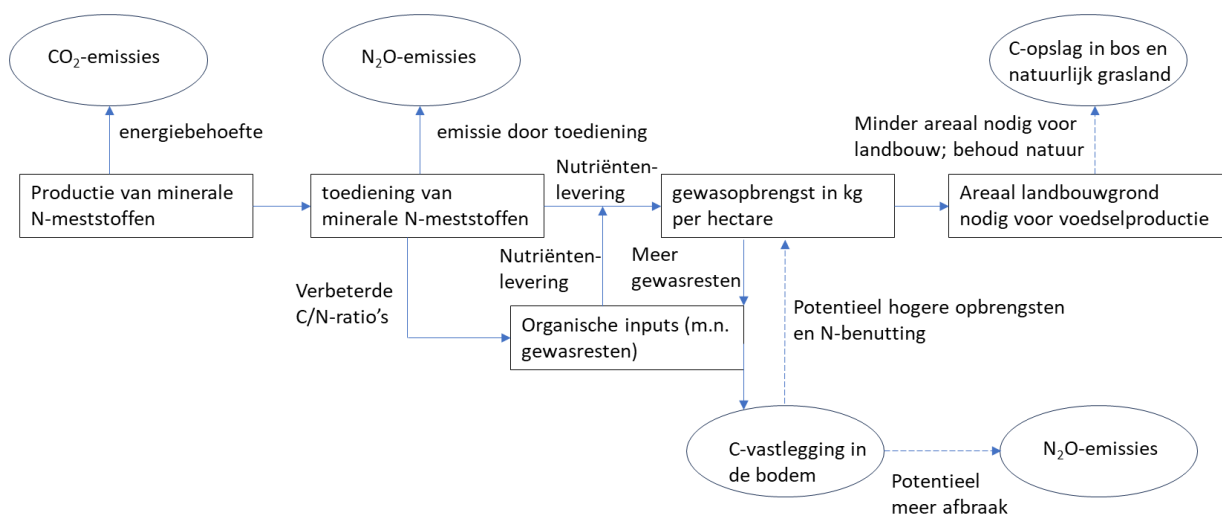 CO₂-emissies
N₂O-emissies
C-opslag in bos en
natuurlijk grasland
energiebehoefte
emissie door toediening
Minder areaal nodig voor
landbouw; behoud natuur
Productie van minerale
N-meststoffen
toediening van
minerale N-meststoffen
Nutriënten-
levering
gewasopbrengst in kg
per hectare
Areaal landbouwgrond
nodig voor voedselproductie
Verbeterde
C/N-ratio’s
Nutriënten-
levering
Meer
gewasresten
Potentieel hogere opbrengsten
en N-benutting
Organische inputs (m.n.
gewasresten)
C-vastlegging in
de bodem
Potentieel
meer afbraak
N₂O-emissies